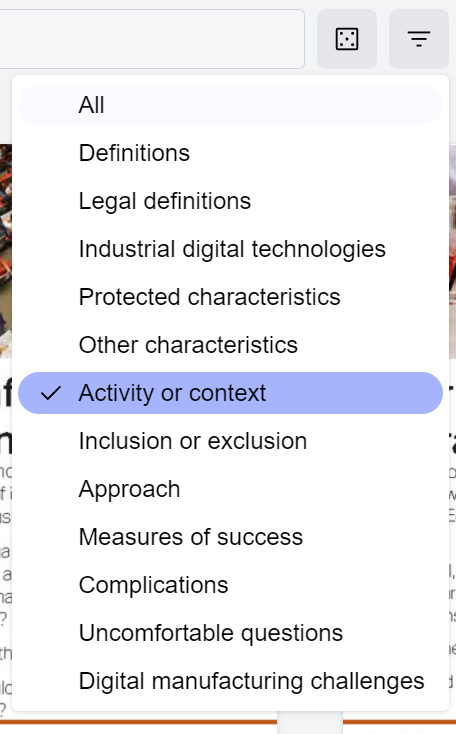 All
Definitions
Legal definitions
Industrial digital technologies
Protected characteristics
Other characteristics
Activity or context
Inclusion or exclusion
Approach
Measures of success
Complications
Uncomfortable questions
Digital manufacturing challenges